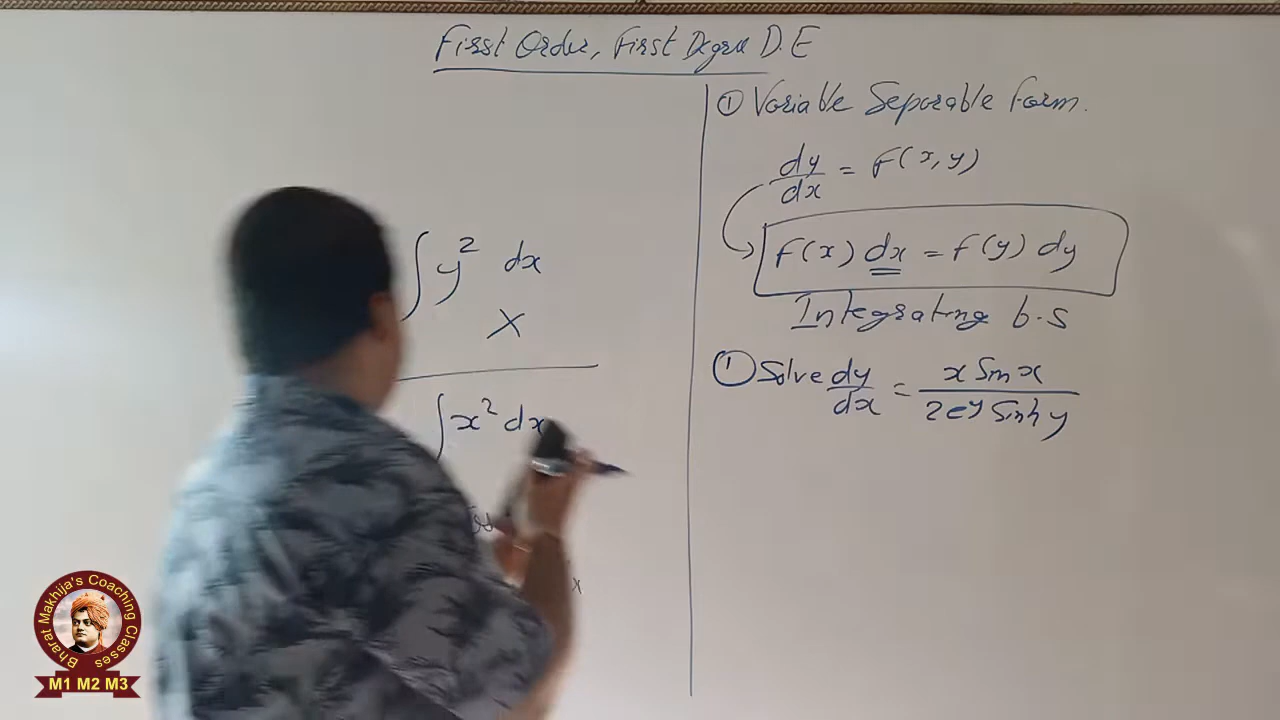 First Order, First Degree D.E
∫ y² dx
X
∫ x² dx
x
① Variable Separable Form.
dy/dx = F(x, y)
f(x) dx = f(y) dy
Integrating b.s
① Solve dy/dx = x Sin x / 2 e^y Sinh y
Bharat Makhija's Coaching Classes
M1 M2 M3